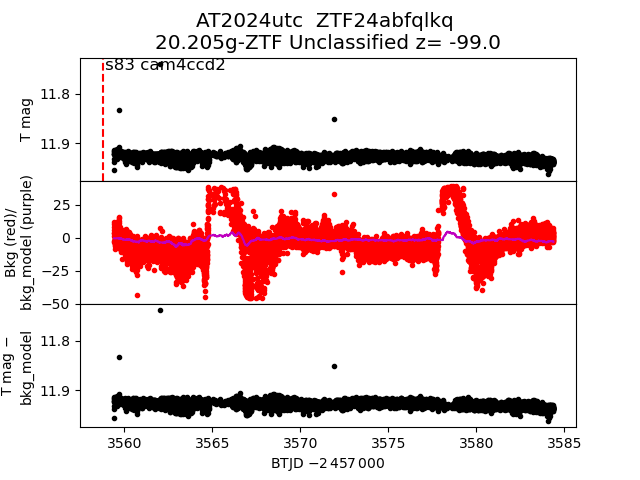 AT2024utc  ZTF24abfqlkq
20.205g-ZTF Unclassified z= -99.0
s83 cam4ccd2
T mag
11.8
11.9
Bkg (red)/
bkg_model (purple)
25
0
−25
−50
T mag −
bkg_model
11.8
11.9
3560 3565 3570 3575 3580 3585
BTJD −2 457 000